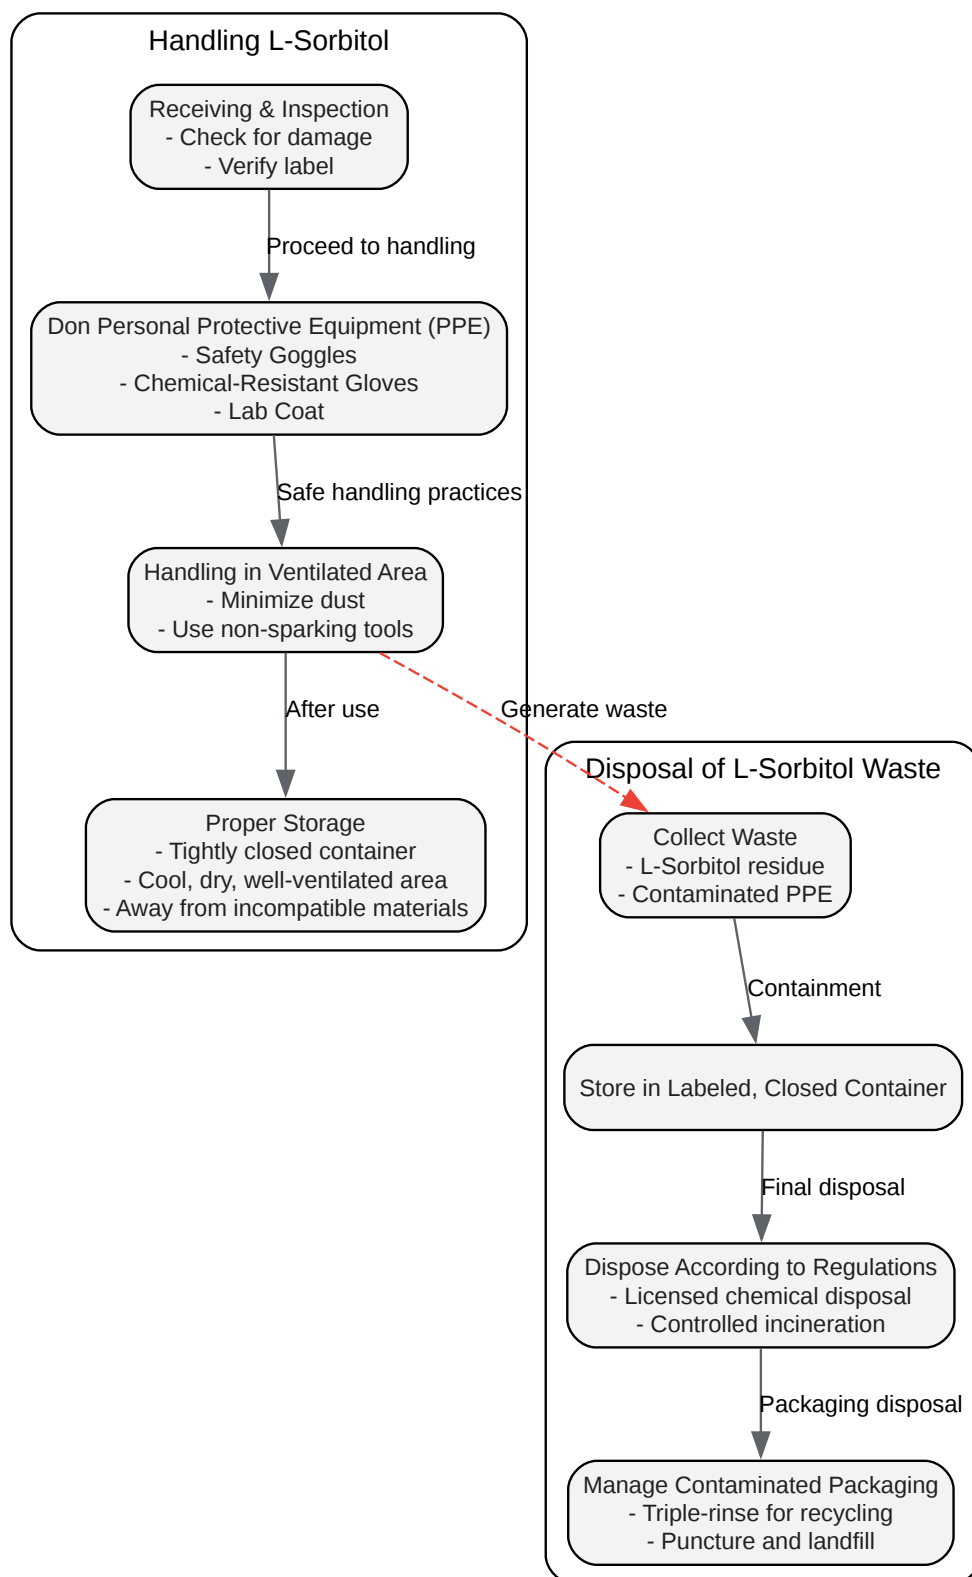 Handling L-Sorbitol
Receiving & Inspection
- Check for damage
- Verify label
Proceed to handling
Don Personal Protective Equipment (PPE)
- Safety Goggles
- Chemical-Resistant Gloves
- Lab Coat
Safe handling practices
Handling in Ventilated Area
- Minimize dust
- Use non-sparking tools
After use
Generate waste
Proper Storage
- Tightly closed container
- Cool, dry, well-ventilated area
- Away from incompatible materials
Disposal of L-Sorbitol Waste
Collect Waste
- L-Sorbitol residue
- Contaminated PPE
Containment
Store in Labeled, Closed Container
Final disposal
Dispose According to Regulations
- Licensed chemical disposal
- Controlled incineration
Packaging disposal
Manage Contaminated Packaging
- Triple-rinse for recycling
- Puncture and landfill